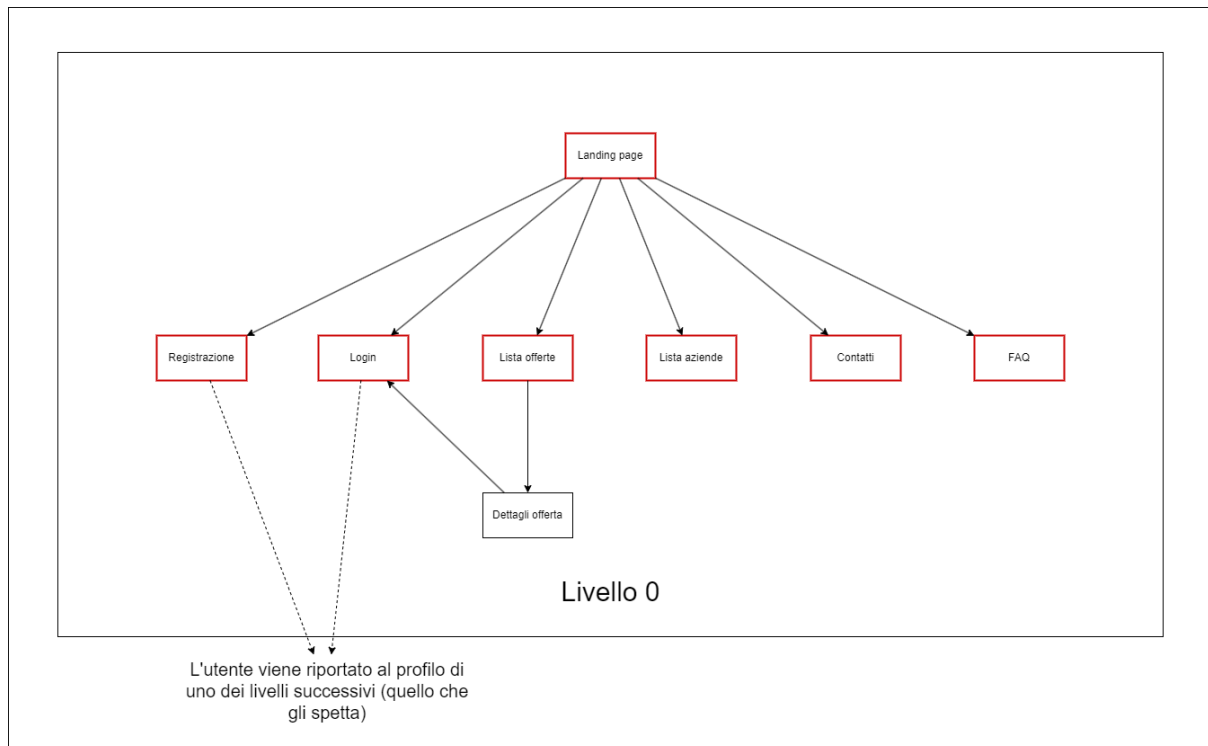 Landing page
Registrazione
Login
Lista offerte
Lista aziende
Contatti
FAQ
Dettagli offerta
Livello 0
L'utente viene riportato al profilo di
uno dei livelli successivi (quello che
gli spetta)